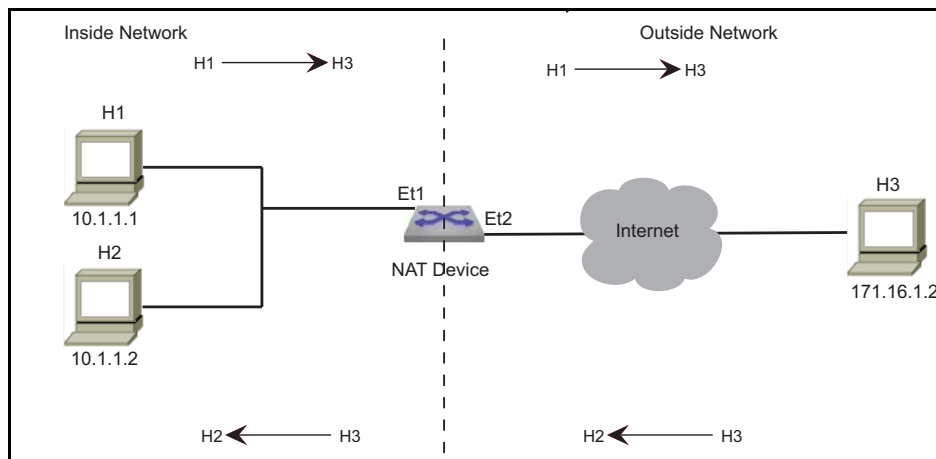 Inside Network
Outside Network
H1 H3
H1 H3
H1
10.1.1.1
H2
10.1.1.2
Et1
Et2
NAT Device
Internet
H3
171.16.1.2
H2 H3
H2 H3